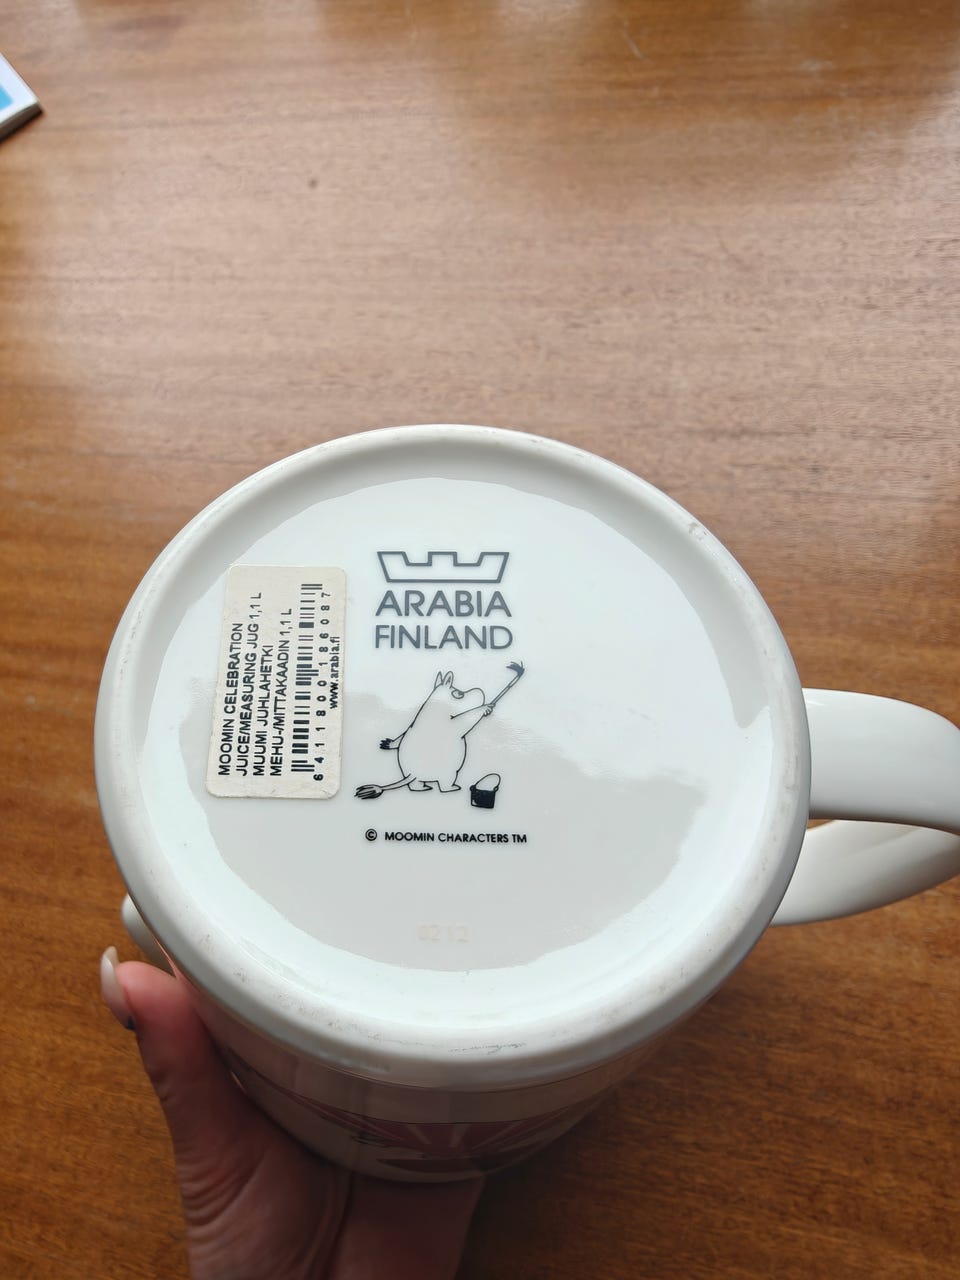 MOOMIN CELEBRATION
JUICE/MEASURING JUG 1,1 L
MUUMI JUHLAHETKI
MEHU-/MITTAKAADIN 1,1 L
6 411800 186087
www.arabia.fi
ARABIA
FINLAND
© MOOMIN CHARACTERS TM
0212